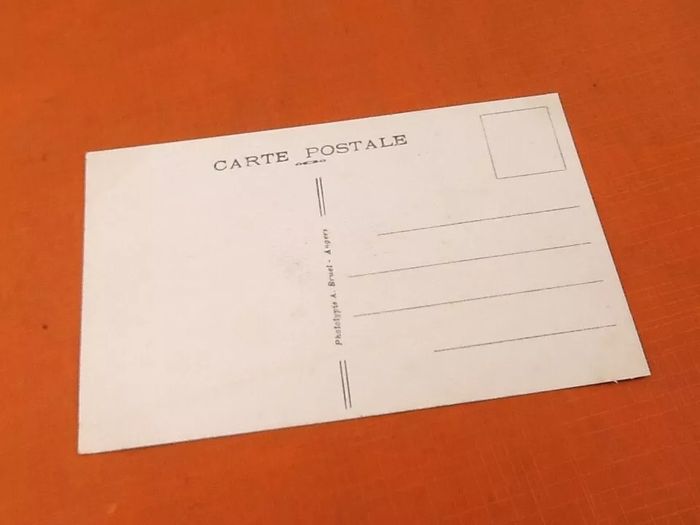 CARTE POSTALE
Phototypie A. Bruel - Angers